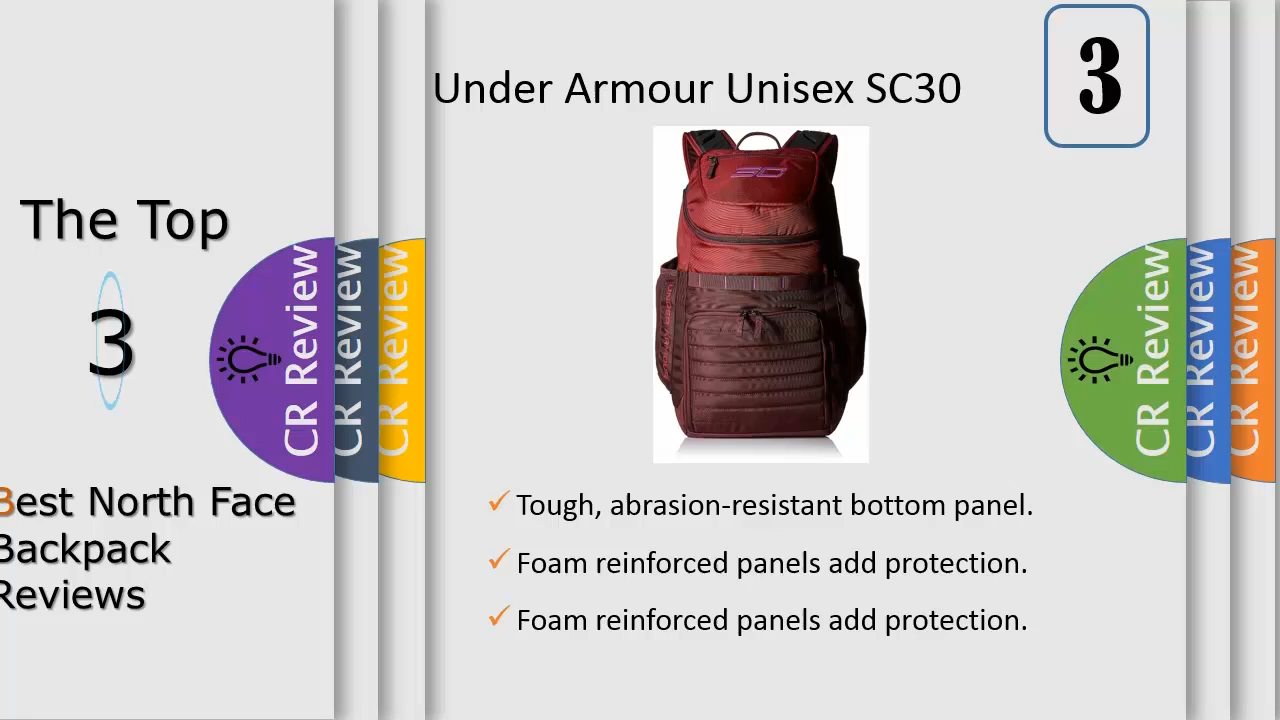 The Top
3
Best North Face
Backpack
Reviews
CR Review
CR Review
CR Review
Under Armour Unisex SC30
3
SC
✓ Tough, abrasion-resistant bottom panel.
✓ Foam reinforced panels add protection.
✓ Foam reinforced panels add protection.
CR Review
CR Review
CR Review